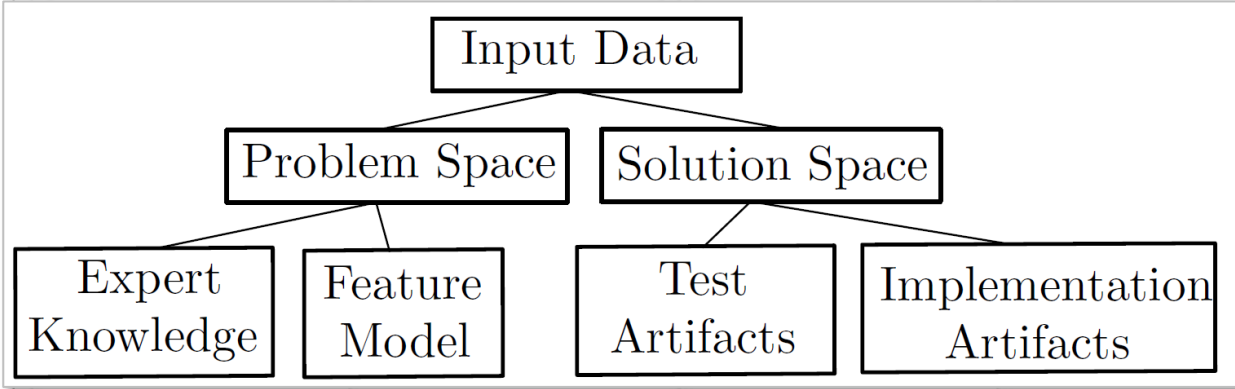 Input Data
Problem Space
Solution Space
Expert
Knowledge
Feature
Model
Test
Artifacts
Implementation
Artifacts